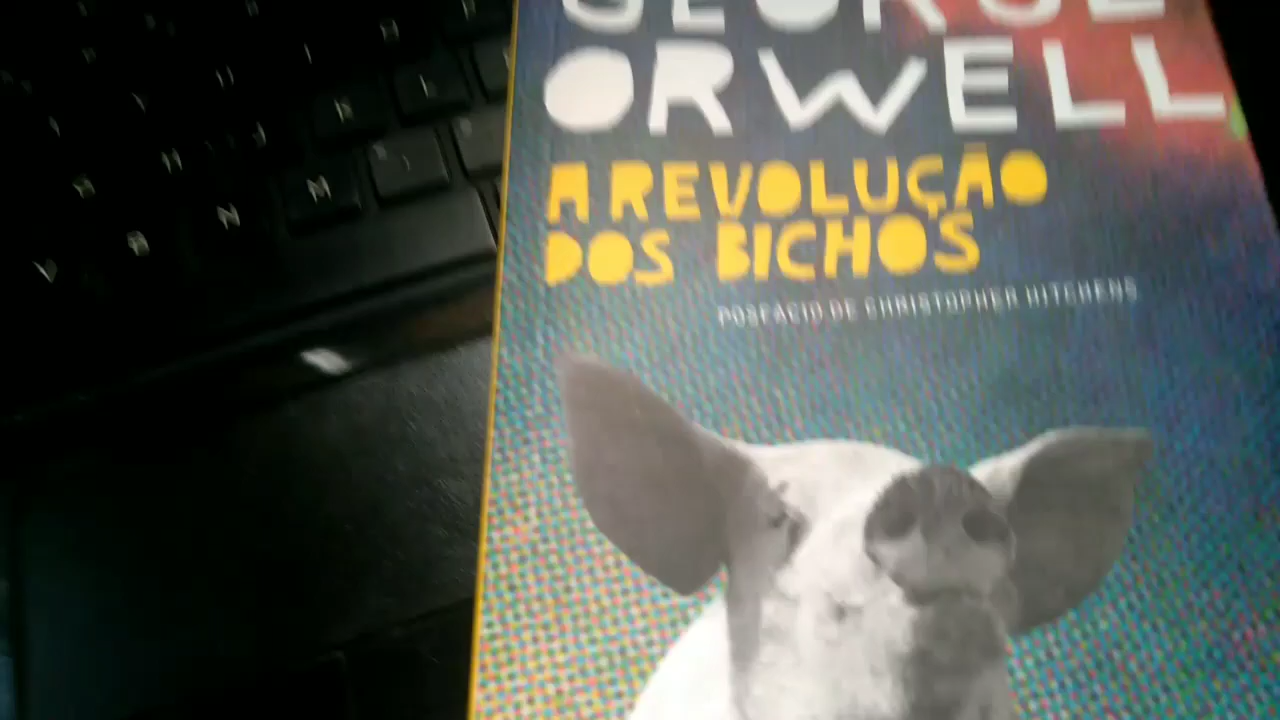 GEORGE
ORWELL
A REVOLUÇÃO
DOS BICHOS
POSFÁCIO DE CHRISTOPHER HITCHENS
M
N
B
V